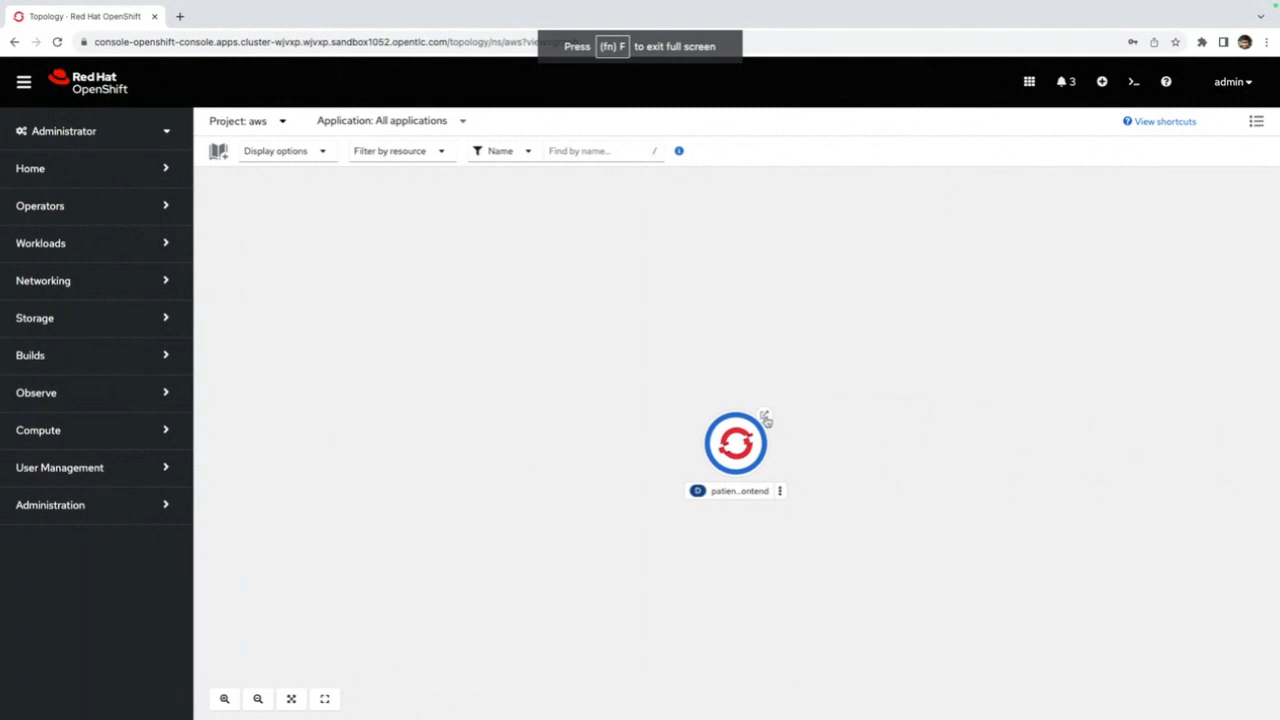 Topology · Red Hat OpenShift
console-openshift-console.apps.cluster-wjvxp.wjvxp.sandbox1052.opentlc.com/topology/ns/aws?
Press (fn) F to exit full screen
Red Hat
OpenShift
3
admin
Administrator
Project: aws
Application: All applications
View shortcuts
Display options
Filter by resource
Name
Find by name...
/
Home
Operators
Workloads
Networking
Storage
Builds
Observe
Compute
User Management
Administration
D patien...ontend